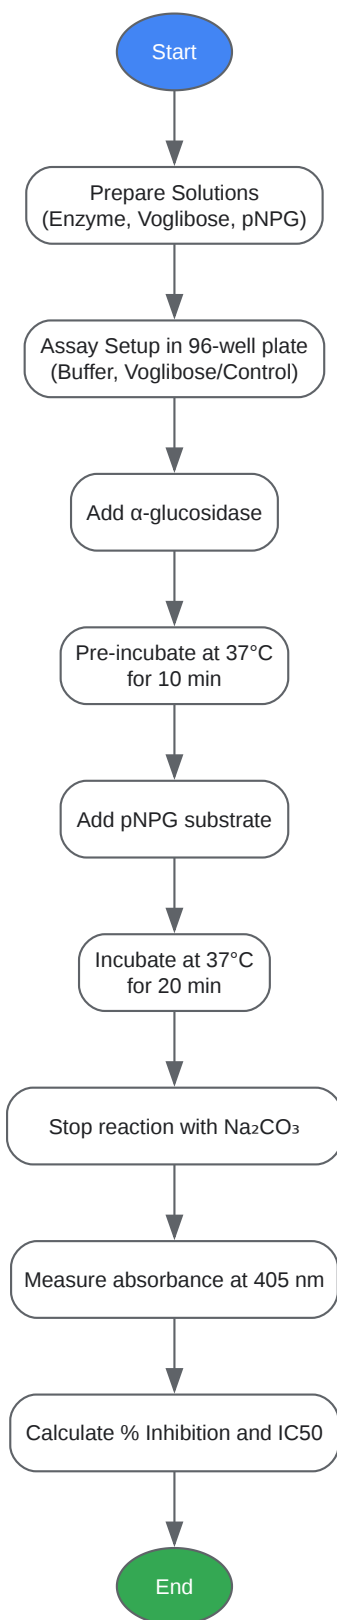 Start
Prepare Solutions
(Enzyme, Voglibose, pNPG)
Assay Setup in 96-well plate
(Buffer, Voglibose/Control)
Add α-glucosidase
Pre-incubate at 37°C
for 10 min
Add pNPG substrate
Incubate at 37°C
for 20 min
Stop reaction with Na₂CO₃
Measure absorbance at 405 nm
Calculate % Inhibition and IC50
End